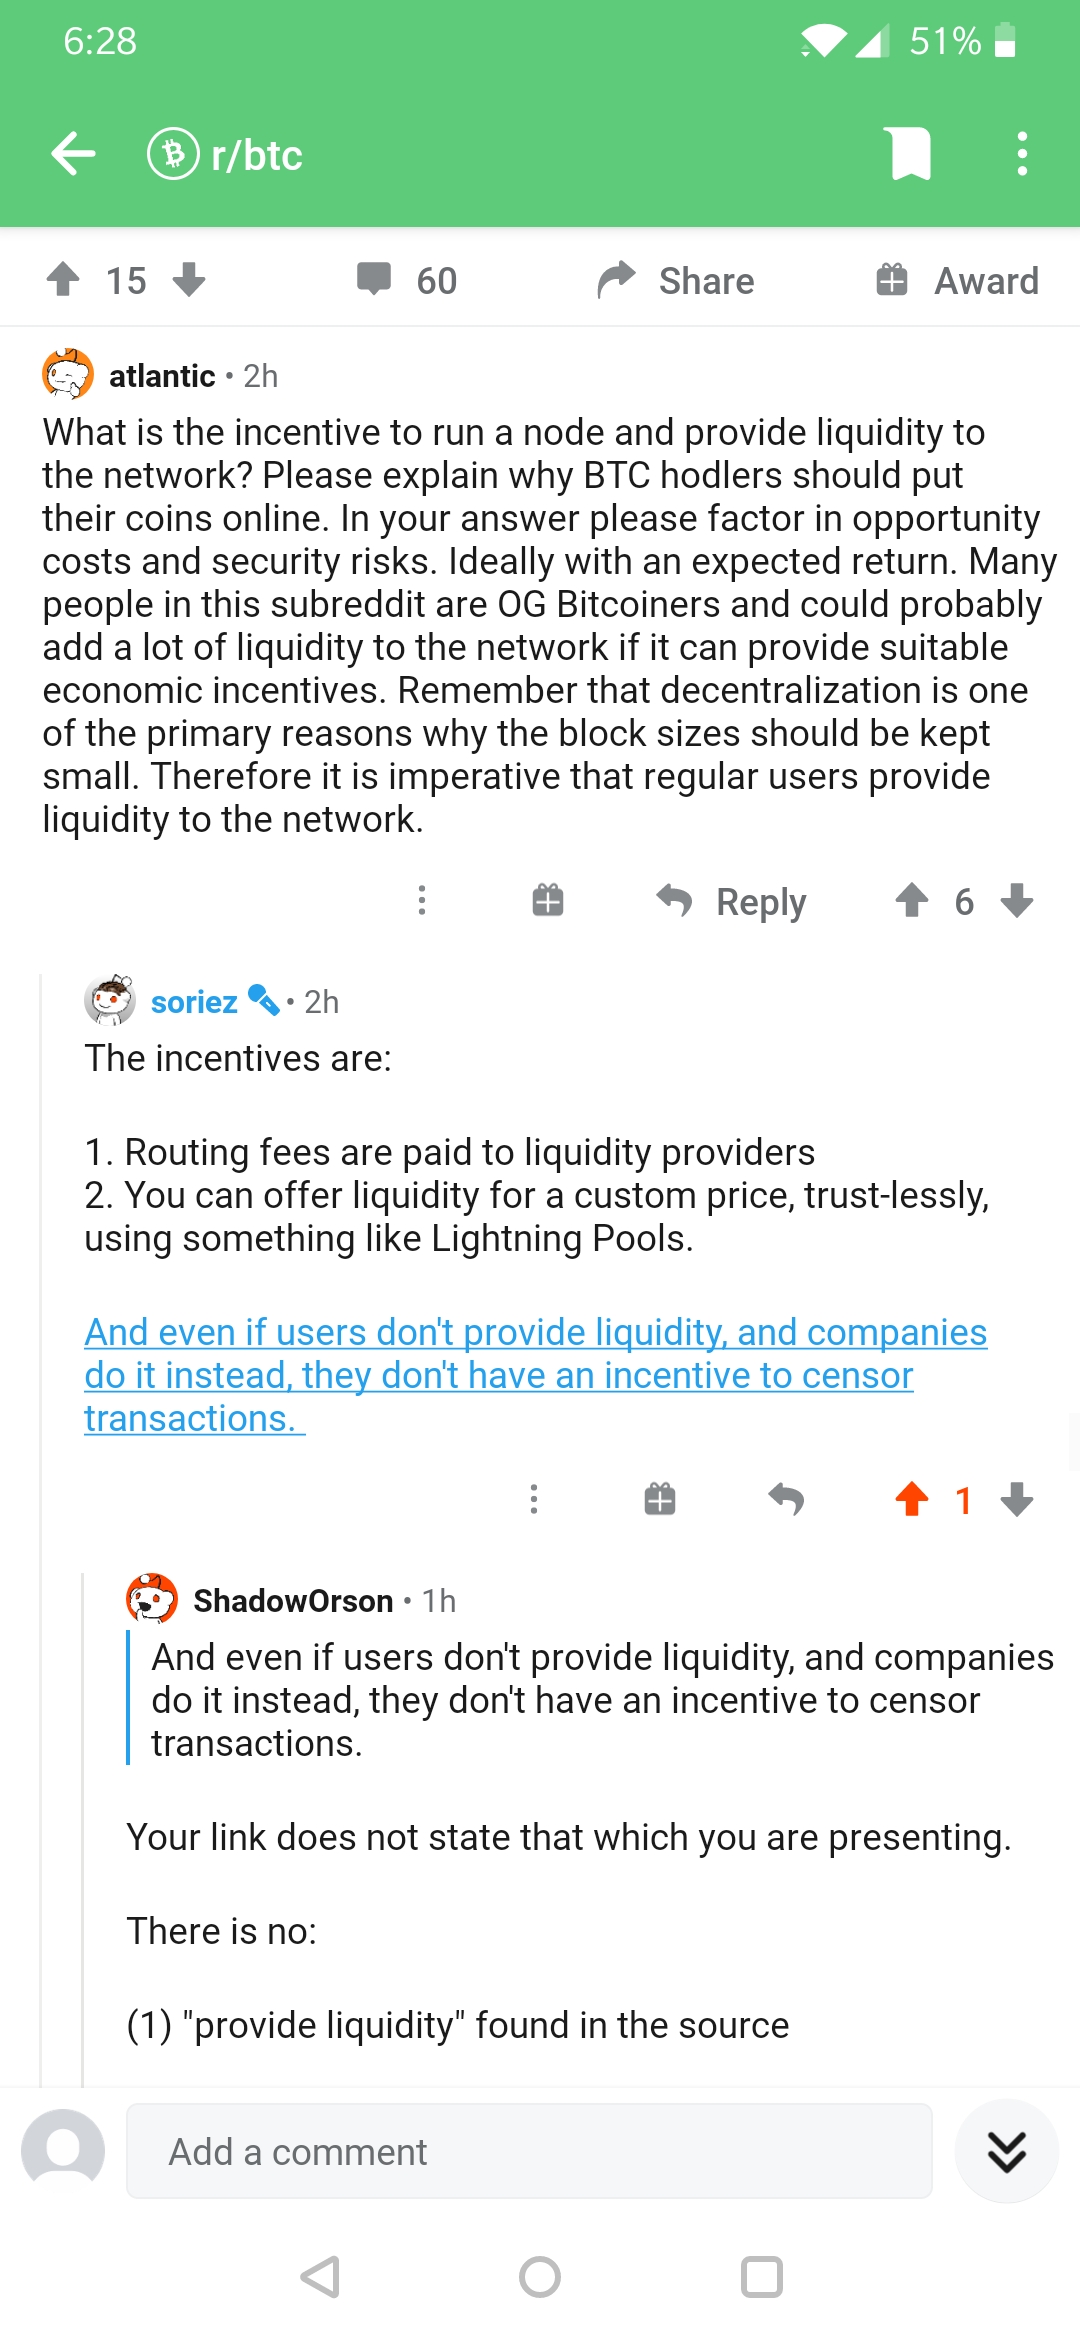 6:28
51%
r/btc
15
60
Share
Award
atlantic • 2h
What is the incentive to run a node and provide liquidity to
the network? Please explain why BTC hodlers should put
their coins online. In your answer please factor in opportunity
costs and security risks. Ideally with an expected return. Many
people in this subreddit are OG Bitcoiners and could probably
add a lot of liquidity to the network if it can provide suitable
economic incentives. Remember that decentralization is one
of the primary reasons why the block sizes should be kept
small. Therefore it is imperative that regular users provide
liquidity to the network.
Reply
6
soriez • 2h
The incentives are:
1. Routing fees are paid to liquidity providers
2. You can offer liquidity for a custom price, trust-lessly,
using something like Lightning Pools.
And even if users don't provide liquidity, and companies
do it instead, they don't have an incentive to censor
transactions.
1
ShadowOrson • 1h
And even if users don't provide liquidity, and companies
do it instead, they don't have an incentive to censor
transactions.
Your link does not state that which you are presenting.
There is no:
(1) "provide liquidity" found in the source
Add a comment